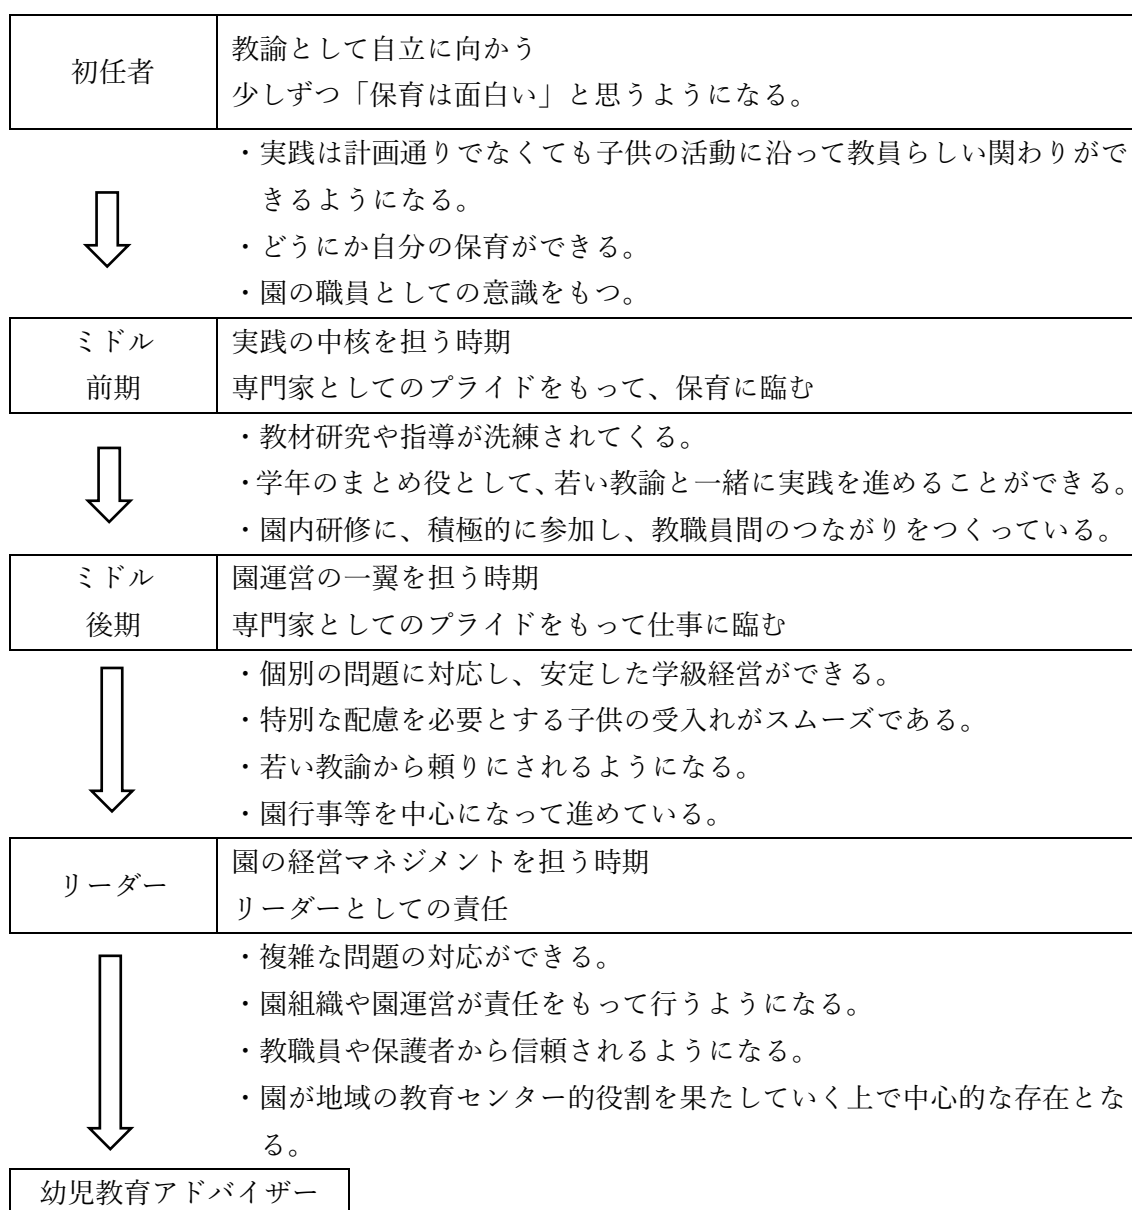 初任者
教諭として自立に向かう
少しずつ「保育は面白い」と思うようになる。
・実践は計画通りでなくても子供の活動に沿って教員らしい関わりがで
きるようになる。
・どうにか自分の保育ができる。
・園の職員としての意識をもつ。
ミドル
前期
実践の中核を担う時期
専門家としてのプライドをもって、保育に臨む
・教材研究や指導が洗練されてくる。
・学年のまとめ役として、若い教諭と一緒に実践を進めることができる。
・園内研修に、積極的に参加し、教職員間のつながりをつくっている。
ミドル
後期
園運営の一翼を担う時期
専門家としてのプライドをもって仕事に臨む
・個別の問題に対応し、安定した学級経営ができる。
・特別な配慮を必要とする子供の受入れがスムーズである。
・若い教諭から頼りにされるようになる。
・園行事等を中心になって進めている。
リーダー
園の経営マネジメントを担う時期
リーダーとしての責任
・複雑な問題の対応ができる。
・園組織や園運営が責任をもって行うようになる。
・教職員や保護者から信頼されるようになる。
・園が地域の教育センター的役割を果たしていく上で中心的な存在とな
る。
幼児教育アドバイザー